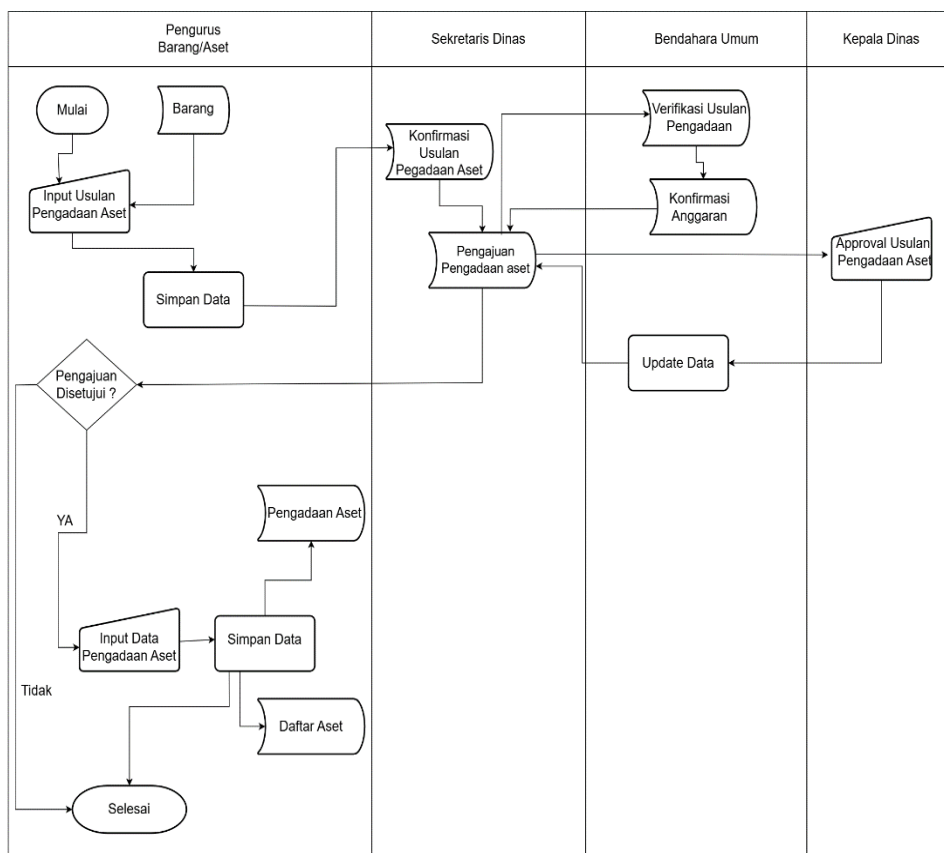 Pengurus
Barang/Aset
Sekretaris Dinas
Bendahara Umum
Kepala Dinas
Mulai
Barang
Input Usulan
Pengadaan Aset
Simpan Data
Konfirmasi
Usulan
Pegadaan Aset
Pengajuan
Pengadaan aset
Verifikasi Usulan
Pengadaan
Konfirmasi
Anggaran
Approval Usulan
Pengadaan Aset
Update Data
Pengajuan
Disetujui ?
YA
Tidak
Pengadaan Aset
Input Data
Pengadaan Aset
Simpan Data
Daftar Aset
Selesai